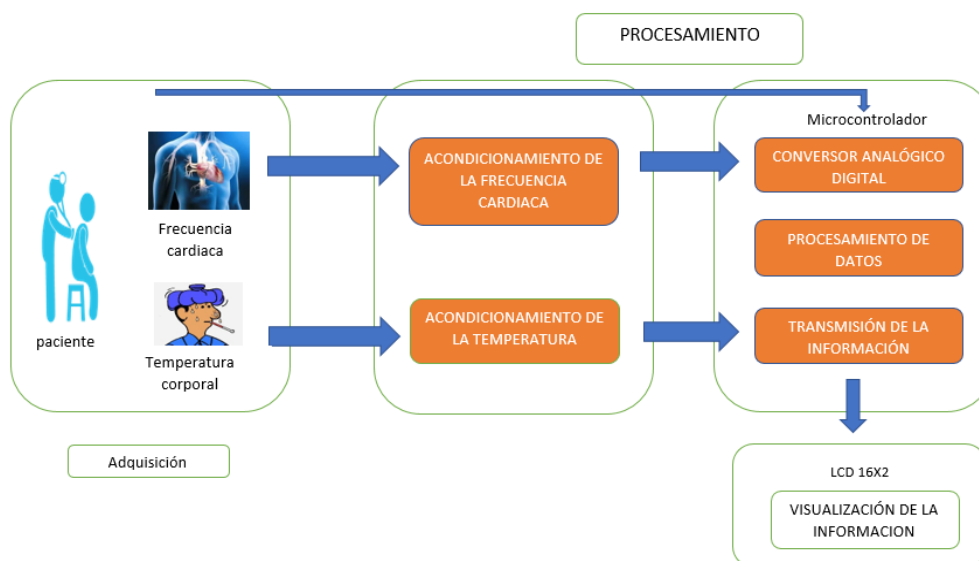 PROCESAMIENTO
paciente
Frecuencia
cardiaca
Temperatura
corporal
Adquisición
ACONDICIONAMIENTO DE
LA FRECUENCIA
CARDIACA
ACONDICIONAMIENTO DE
LA TEMPERATURA
Microcontrolador
CONVERSOR ANALÓGICO
DIGITAL
PROCESAMIENTO DE
DATOS
TRANSMISIÓN DE LA
INFORMACIÓN
LCD 16X2
VISUALIZACIÓN DE LA
INFORMACION